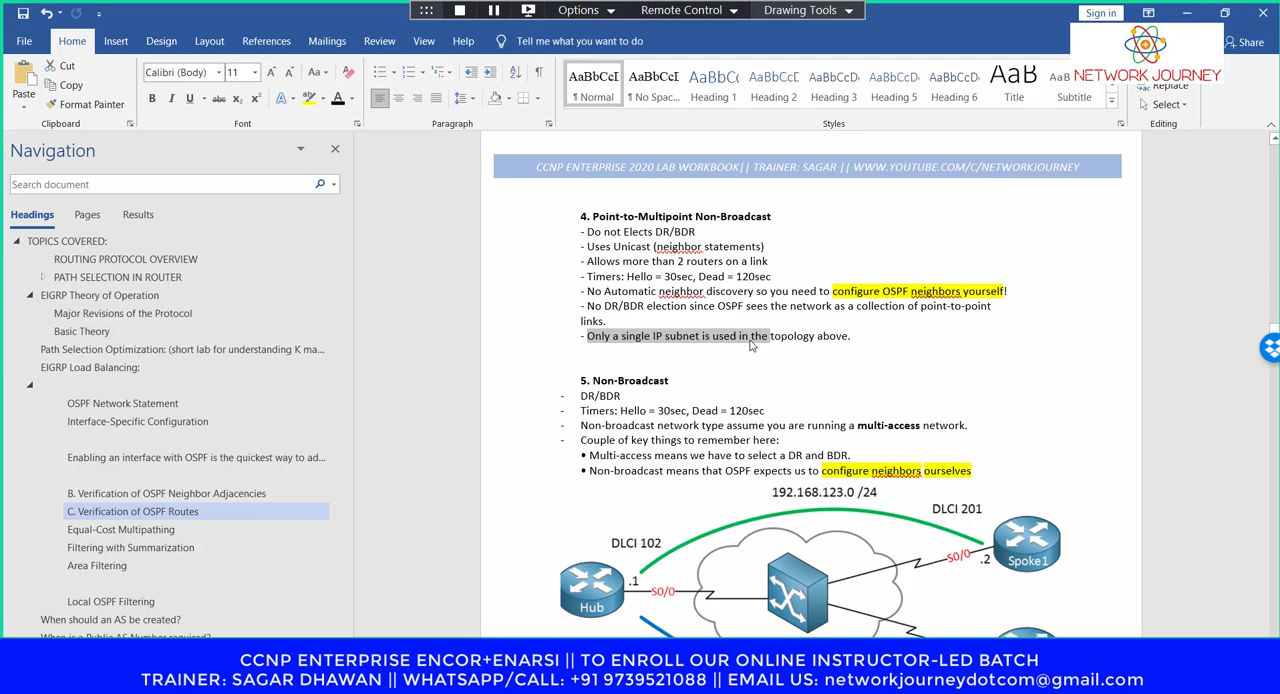 Options
Remote Control
Drawing Tools
Sign in
File
Home
Insert
Design
Layout
References
Mailings
Review
View
Help
Tell me what you want to do
Share
NETWORK JOURNEY
Paste
Cut
Copy
Format Painter
Clipboard
Calibri (Body)
11
Aa
B I U abc x₂ x² A A
Font
Paragraph
AaBbCcI
¶ Normal
AaBbCcI
¶ No Spac...
AaBbCc
Heading 1
AaBbCcI
Heading 2
AaBbCcI
Heading 3
AaBbCcI
Heading 5
AaBbCcI
Heading 6
AaB
Title
AaB
Subtitle
Styles
Replace
Select
Editing
Navigation
Search document
Headings
Pages
Results
TOPICS COVERED:
ROUTING PROTOCOL OVERVIEW
PATH SELECTION IN ROUTER
EIGRP Theory of Operation
Major Revisions of the Protocol
Basic Theory
Path Selection Optimization: (short lab for understanding K ma...
EIGRP Load Balancing:
OSPF Network Statement
Interface-Specific Configuration
Enabling an interface with OSPF is the quickest way to ad...
B. Verification of OSPF Neighbor Adjacencies
C. Verification of OSPF Routes
Equal-Cost Multipathing
Filtering with Summarization
Area Filtering
Local OSPF Filtering
When should an AS be created?
When is a Public AS Number required?
CCNP ENTERPRISE 2020 LAB WORKBOOK|| TRAINER: SAGAR || WWW.YOUTUBE.COM/C/NETWORKJOURNEY
4. Point-to-Multipoint Non-Broadcast
- Do not Elects DR/BDR
- Uses Unicast (neighbor statements)
- Allows more than 2 routers on a link
- Timers: Hello = 30sec, Dead = 120sec
- No Automatic neighbor discovery so you need to configure OSPF neighbors yourself!
- No DR/BDR election since OSPF sees the network as a collection of point-to-point
links.
- Only a single IP subnet is used in the topology above.
5. Non-Broadcast
- DR/BDR
- Timers: Hello = 30sec, Dead = 120sec
- Non-broadcast network type assume you are running a multi-access network.
- Couple of key things to remember here:
• Multi-access means we have to select a DR and BDR.
• Non-broadcast means that OSPF expects us to configure neighbors ourselves
192.168.123.0 /24
DLCI 201
DLCI 102
S0/0
.2
Spoke1
.1
S0/0
Hub
CCNP ENTERPRISE ENCOR+ENARSI || TO ENROLL OUR ONLINE INSTRUCTOR-LED BATCH
TRAINER: SAGAR DHAWAN || WHATSAPP/CALL: +91 9739521088 || EMAIL US: networkjourneydotcom@gmail.com